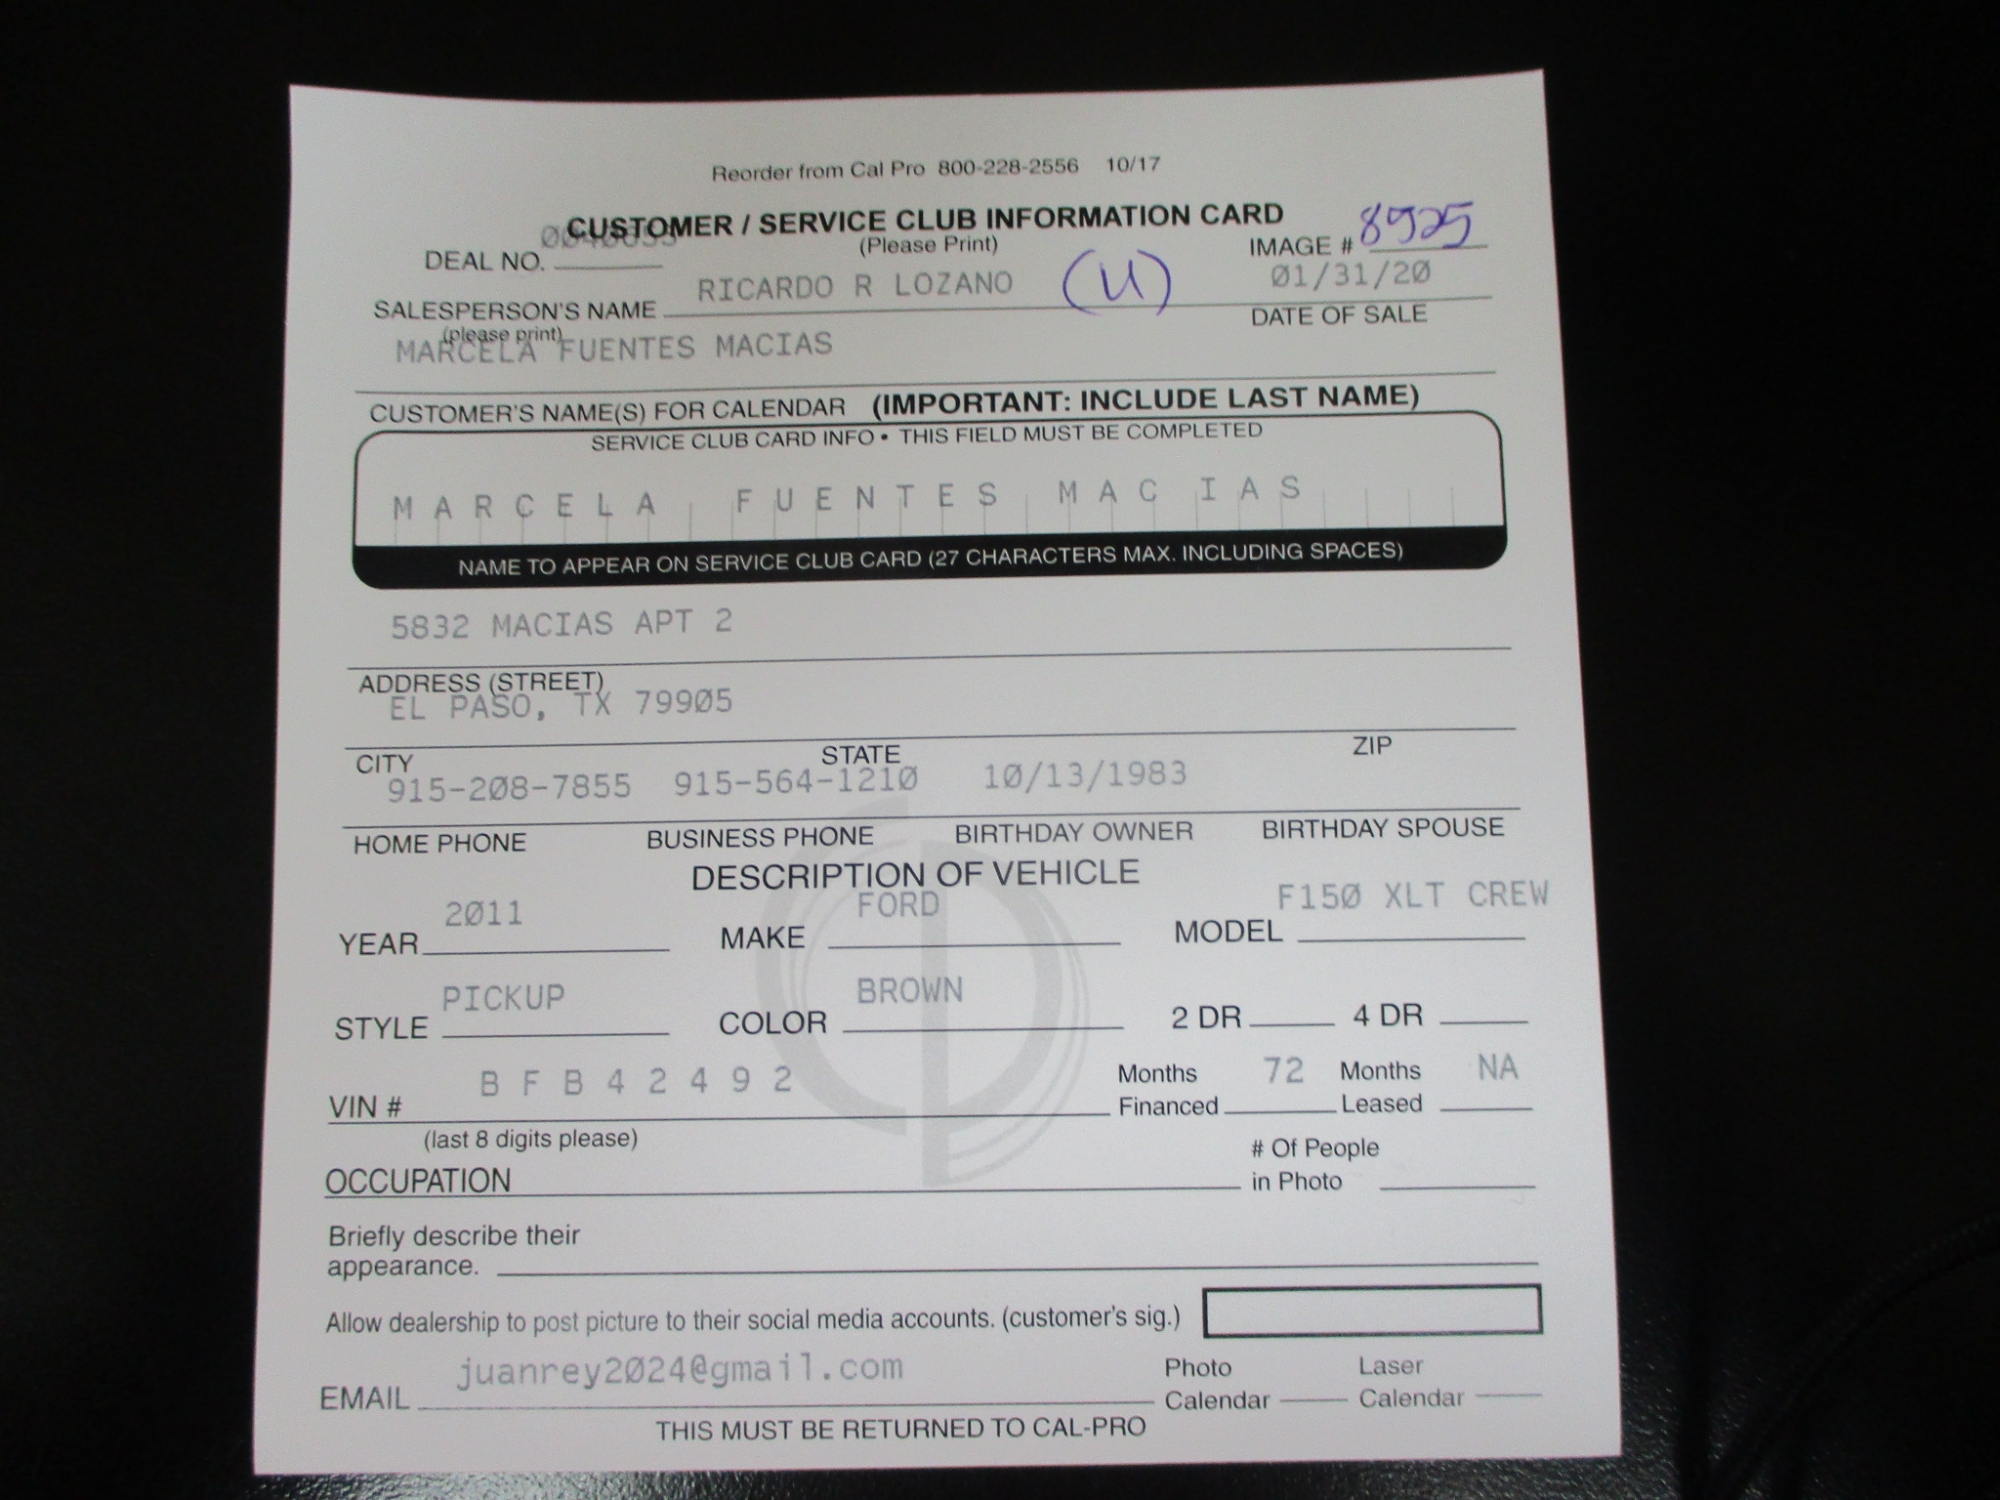 Reorder from Cal Pro 800-228-2556 10/17
CUSTOMER / SERVICE CLUB INFORMATION CARD
(Please Print)
DEAL NO.
IMAGE # 8925
RICARDO R LOZANO (U) 01/31/20
SALESPERSON'S NAME DATE OF SALE
(please print)
MARCELA FUENTES MACIAS
CUSTOMER'S NAME(S) FOR CALENDAR (IMPORTANT: INCLUDE LAST NAME)
SERVICE CLUB CARD INFO • THIS FIELD MUST BE COMPLETED
MARCELA FUENTES MACIAS
NAME TO APPEAR ON SERVICE CLUB CARD (27 CHARACTERS MAX. INCLUDING SPACES)
5832 MACIAS APT 2
ADDRESS (STREET)
EL PASO, TX 79905
CITY STATE ZIP
915-208-7855 915-564-1210 10/13/1983
HOME PHONE BUSINESS PHONE BIRTHDAY OWNER BIRTHDAY SPOUSE
DESCRIPTION OF VEHICLE
YEAR 2011 MAKE FORD MODEL F150 XLT CREW
STYLE PICKUP COLOR BROWN 2 DR 4 DR
VIN # BFB42492 Months Financed 72 Months Leased NA
(last 8 digits please)
OCCUPATION # Of People in Photo
Briefly describe their
appearance.
Allow dealership to post picture to their social media accounts. (customer's sig.)
EMAIL juanrey2024@gmail.com Photo Calendar Laser Calendar
THIS MUST BE RETURNED TO CAL-PRO